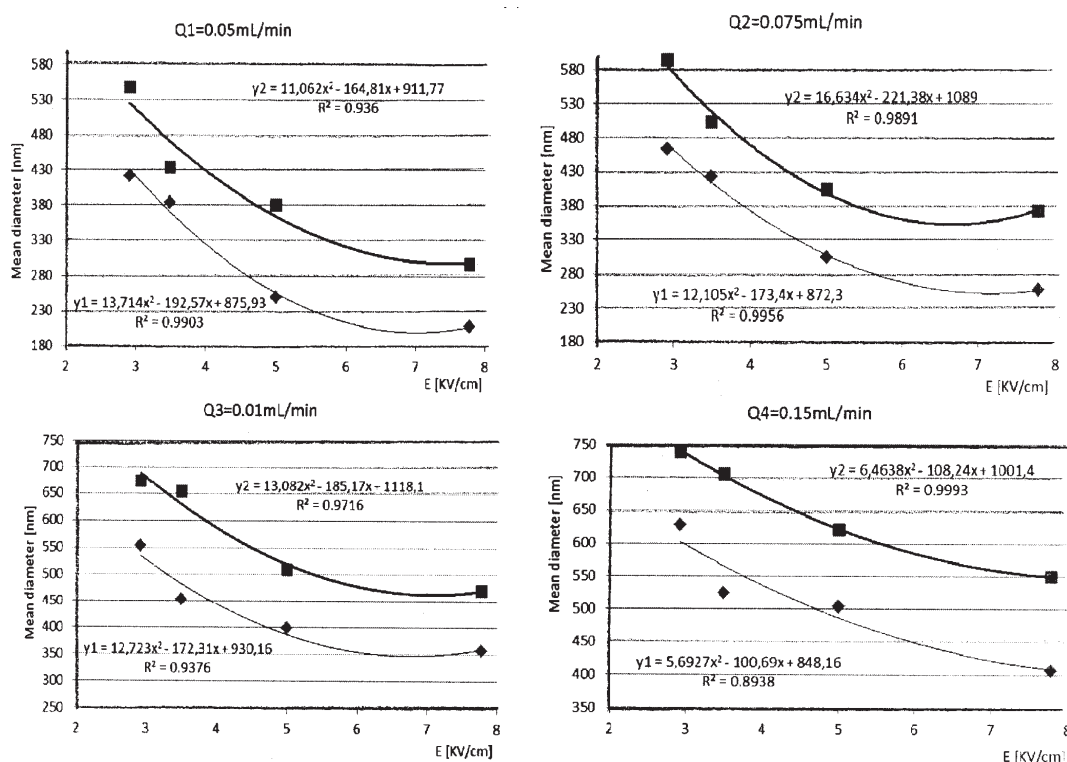 Q1=0.05mL/min
580
530
480
430
380
330
280
230
180
Mean diameter [nm]
y2 = 11,062x² - 164,81x + 911,77
R² = 0.936
y1 = 13,714x² - 192,57x + 875,93
R² = 0.9903
2 3 4 5 6 7 8
E [KV/cm]
Q2=0.075mL/min
580
530
480
430
380
330
280
230
180
Mean diameter [nm]
y2 = 16,634x² - 221,38x + 1089
R² = 0.9891
y1 = 12,105x² - 173,4x + 872,3
R² = 0.9956
2 3 4 5 6 7 8
E [KV/cm]
Q3=0.01mL/min
750
700
650
600
550
500
450
400
350
300
250
Mean diameter [nm]
y2 = 13,082x² - 185,17x - 1118,1
R² = 0.9716
y1 = 12,723x² - 172,31x + 930,16
R² = 0.9376
2 3 4 5 6 7 8
E [KV/cm]
Q4=0.15mL/min
750
700
650
600
550
500
450
400
350
Mean diameter [nm]
y2 = 6,4638x² - 108,24x + 1001,4
R² = 0.9993
y1 = 5,6927x² - 100,69x + 848,16
R² = 0.8938
2 3 4 5 6 7 8
E [KV/cm]